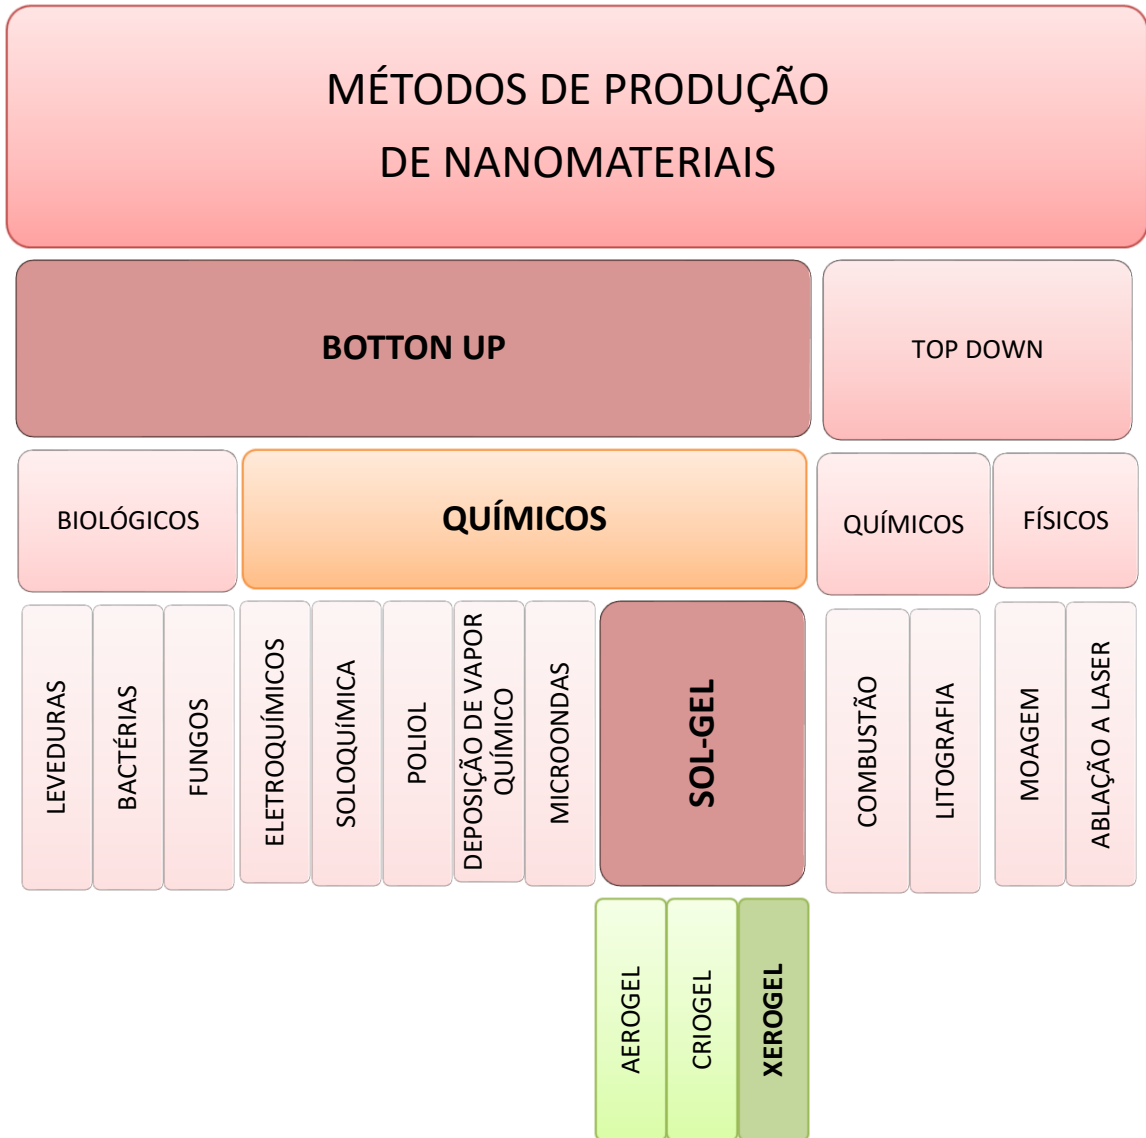 MÉTODOS DE PRODUÇÃO
DE NANOMATERIAIS
BOTTON UP
TOP DOWN
BIOLÓGICOS
QUÍMICOS
QUÍMICOS
FÍSICOS
LEVEDURAS
BACTÉRIAS
FUNGOS
ELETROQUÍMICOS
SOLOQUÍMICA
POLIOL
DEPOSIÇÃO DE VAPOR
QUÍMICO
MICROONDAS
SOL-GEL
COMBUSTÃO
LITOGRAFIA
MOAGEM
ABLAÇÃO A LASER
AEROGEL
CRIOGEL
XEROGEL